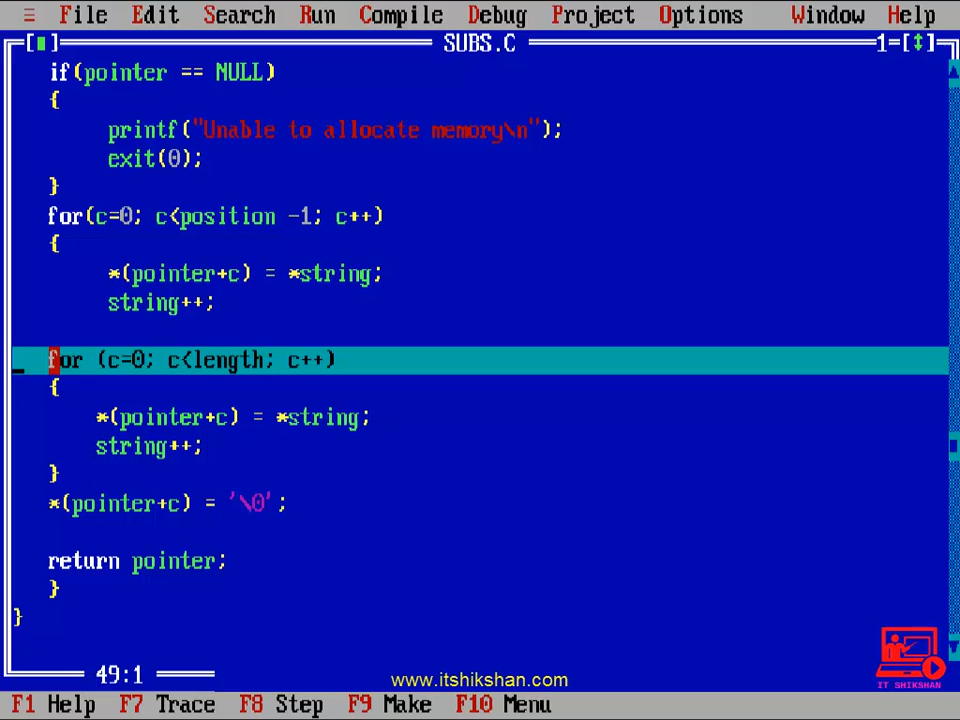 ≡ File Edit Search Run Compile Debug Project Options Window Help
[■] SUBS.C 1=[↕]
if(pointer == NULL)
{
printf("Unable to allocate memory\n");
exit(0);
}
for(c=0; c<position -1; c++)
{
*(pointer+c) = *string;
string++;
for (c=0; c<length; c++)
{
*(pointer+c) = *string;
string++;
}
*(pointer+c) = '\0';
return pointer;
}
}
49:1
www.itshikshan.com
IT SHIKSHAN
F1 Help F7 Trace F8 Step F9 Make F10 Menu